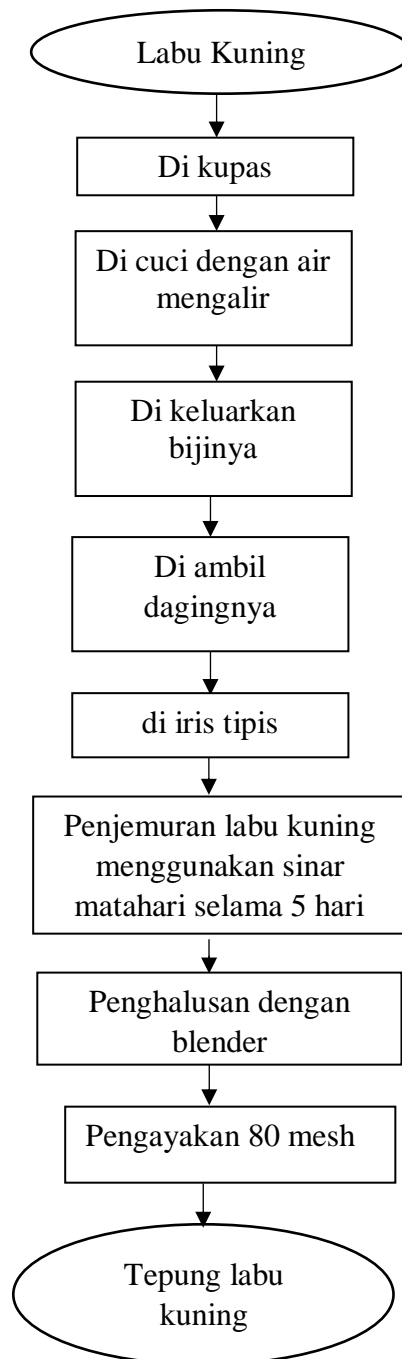 Labu Kuning
Di kupas
Di cuci dengan air
mengalir
Di keluarkan
bijinya
Di ambil
dagingnya
di iris tipis
Penjemuran labu kuning
menggunakan sinar
matahari selama 5 hari
Penghalusan dengan
blender
Pengayakan 80 mesh
Tepung labu
kuning